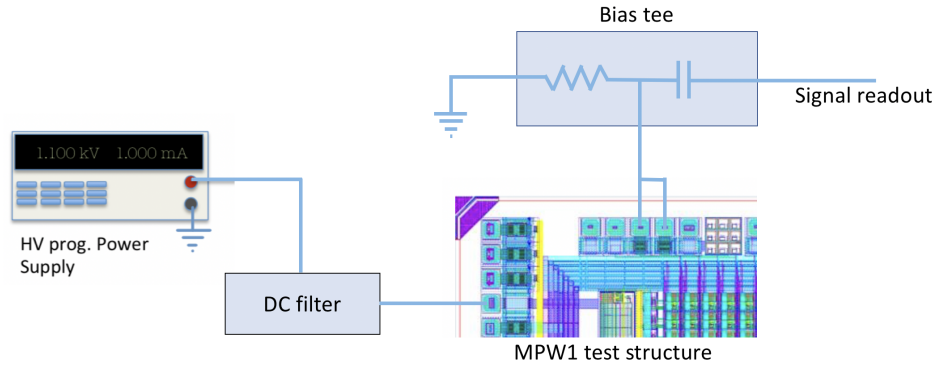 Bias tee
Signal readout
1.100 kV 1.000 mA
HV prog. Power
Supply
DC filter
MPW1 test structure